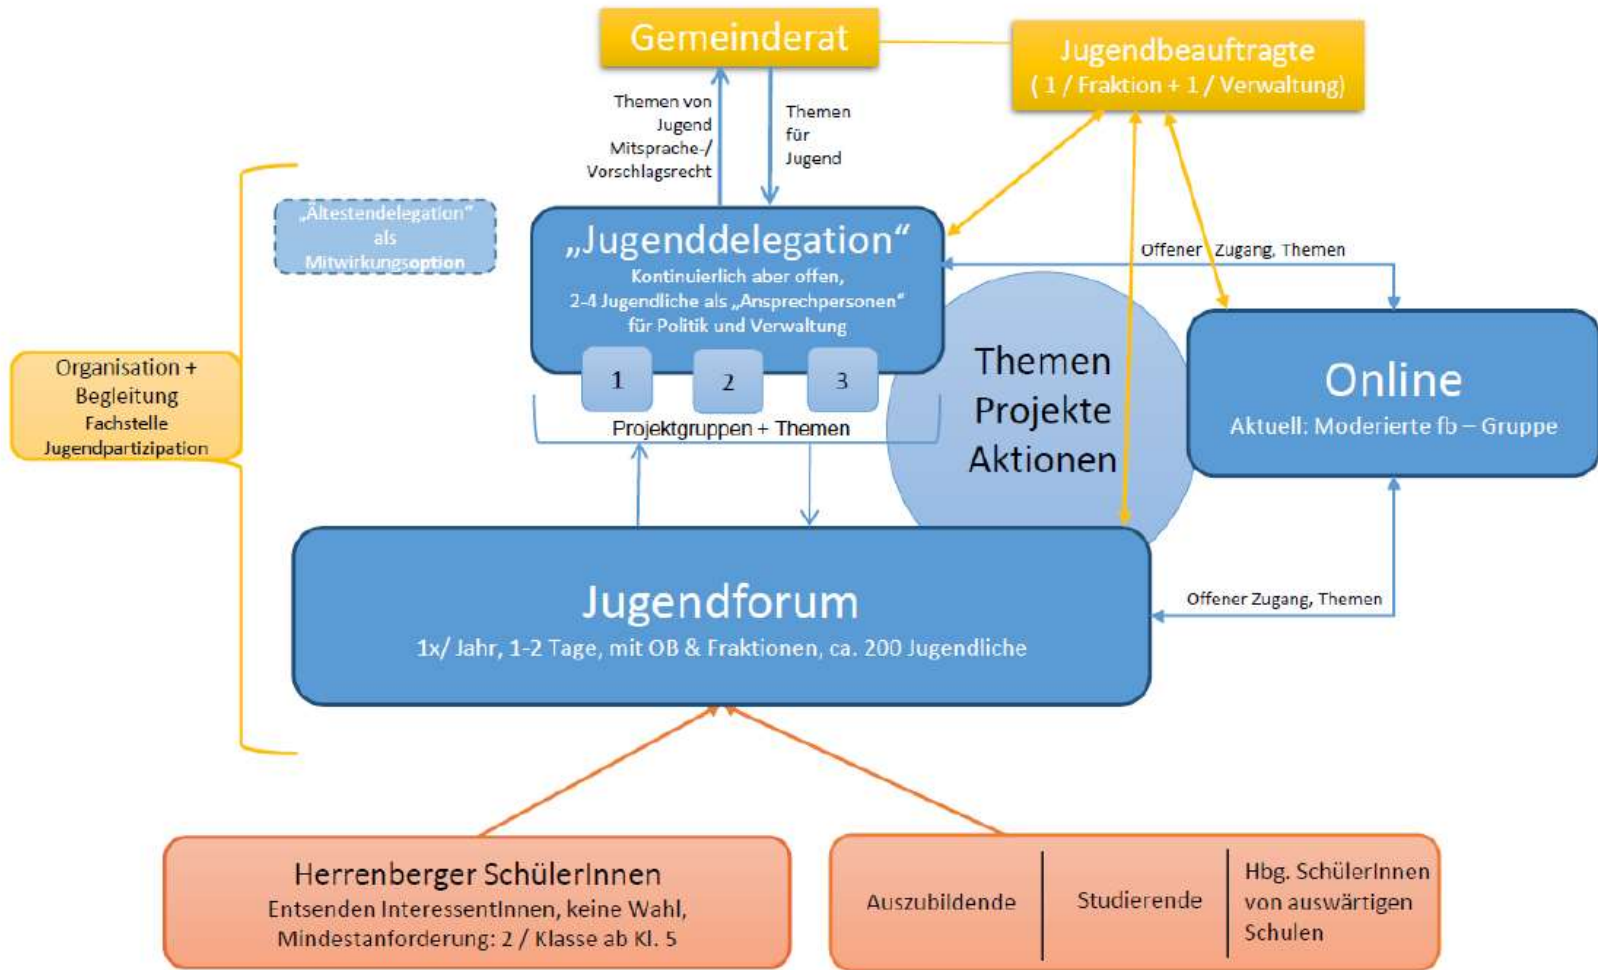 Gemeinderat
Jugendbeauftragte
( 1 / Fraktion + 1 / Verwaltung)
Themen von
Jugend
Mitsprache-/
Vorschlagsrecht
Themen
für
Jugend
„Ältestendelegation“
als
Mitwirkungsoption
„Jugenddelegation“
Kontinuierlich aber offen,
2-4 Jugendliche als „Ansprechpersonen“
für Politik und Verwaltung
1
2
3
Projektgruppen + Themen
Offener Zugang, Themen
Organisation +
Begleitung
Fachstelle
Jugendpartizipation
Themen
Projekte
Aktionen
Online
Aktuell: Moderierte fb – Gruppe
Offener Zugang, Themen
Jugendforum
1x/ Jahr, 1-2 Tage, mit OB & Fraktionen, ca. 200 Jugendliche
Herrenberger SchülerInnen
Entsenden InteressentInnen, keine Wahl,
Mindestanforderung: 2 / Klasse ab Kl. 5
Auszubildende
Studierende
Hbg. SchülerInnen
von auswärtigen
Schulen